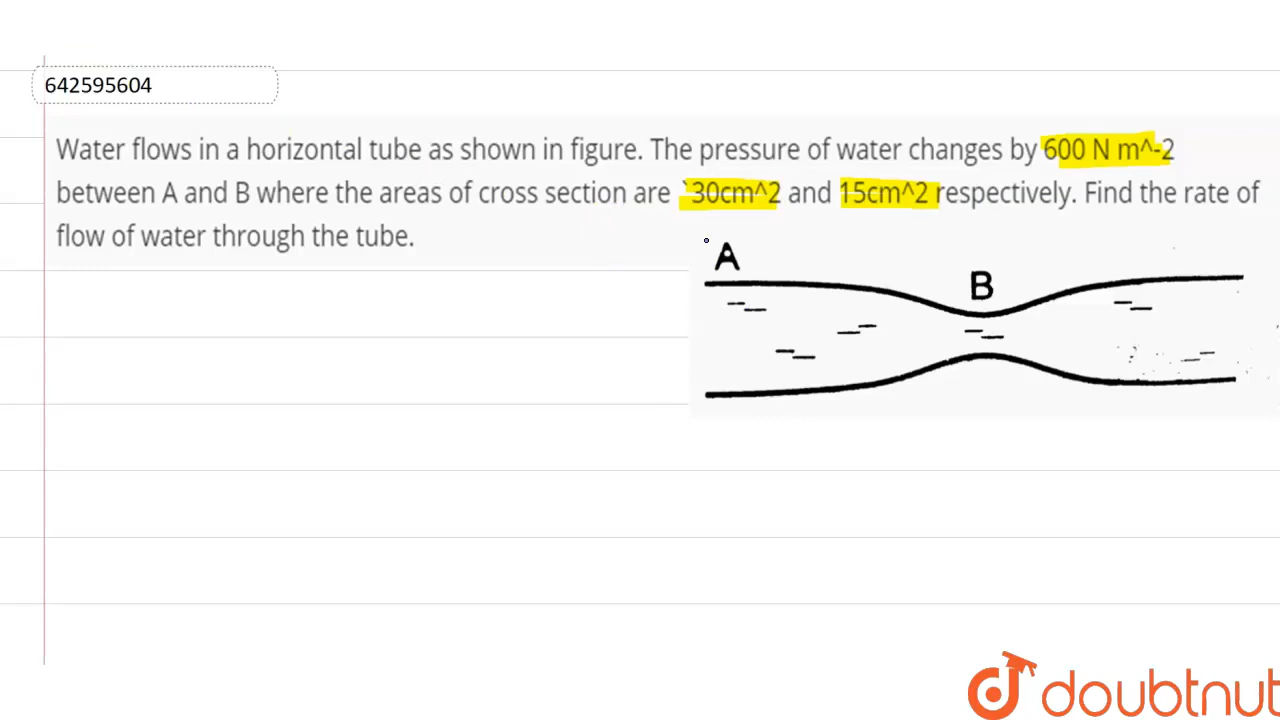 642595604
Water flows in a horizontal tube as shown in figure. The pressure of water changes by 600 N m^-2
between A and B where the areas of cross section are `30cm^2 and 15cm^2 respectively. Find the rate of
flow of water through the tube.
A
B
doubtnut